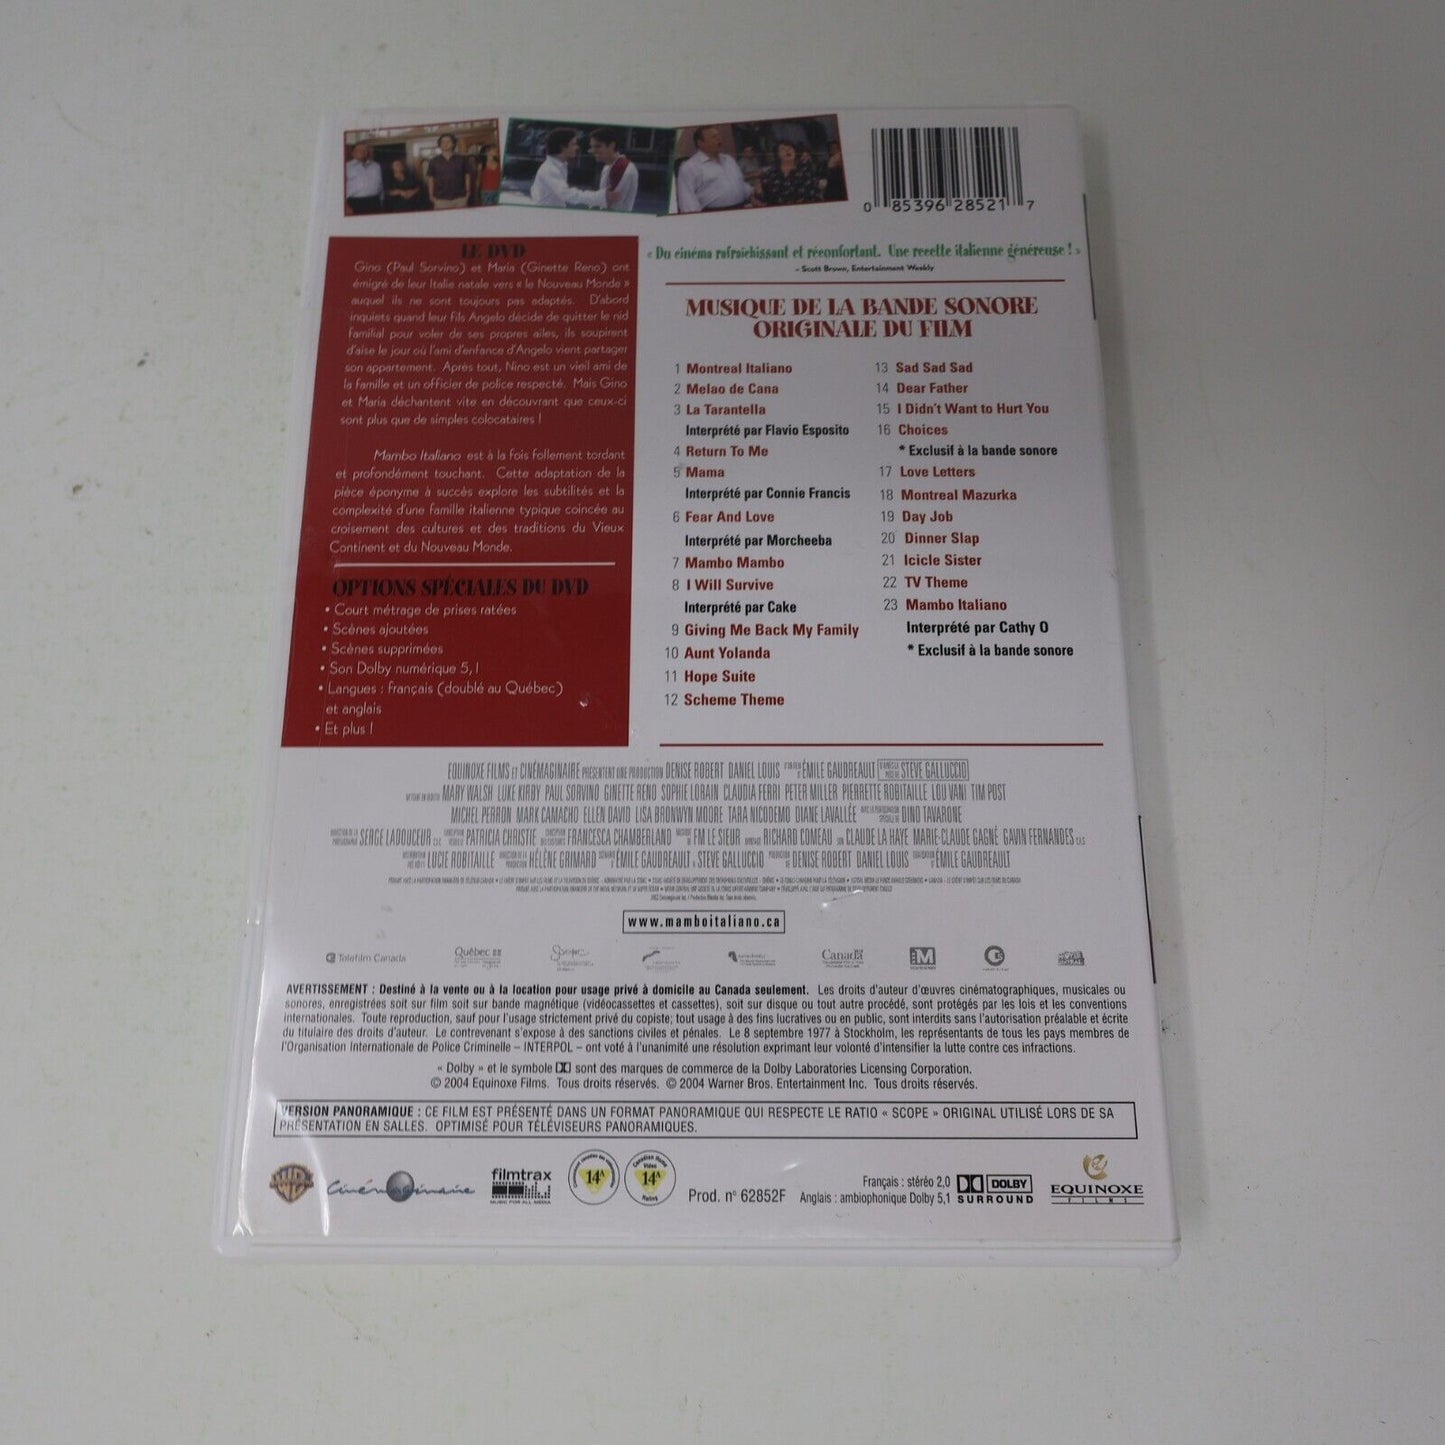 0 85396 28521 7
LE DVD
Gino (Paul Sorvino) et Maria (Ginette Reno) ont
émigré de leur Italie natale vers « le Nouveau Monde »
auquel ils ne sont toujours pas adaptés. D'abord
inquiets quand leur fils Angelo décide de quitter le nid
familial pour voler de ses propres ailes, ils soupirent
d'aise le jour où l'ami d'enfance d'Angelo vient partager
son appartement. Après tout, Nino est un vieil ami de
la famille et un officier de police respecté. Mais Gino
et Maria déchantent vite en découvrant que ceux-ci
sont plus que de simples colocataires !
Mambo Italiano est à la fois follement tordant
et profondément touchant. Cette adaptation de la
pièce éponyme à succès explore les subtilités et la
complexité d'une famille italienne typique coincée au
croisement des cultures et des traditions du Vieux
Continent et du Nouveau Monde.
OPTIONS SPÉCIALES DU DVD
• Court métrage de prises ratées
• Scènes ajoutées
• Scènes supprimées
• Son Dolby numérique 5,1
• Langues : français (doublé au Québec)
et anglais
• Et plus !
« Du cinéma rafraîchissant et réconfortant. Une recette italienne généreuse ! »
– Scott Brown, Entertainment Weekly
MUSIQUE DE LA BANDE SONORE
ORIGINALE DU FILM
1 Montreal Italiano
2 Melao de Cana
3 La Tarantella
Interprété par Flavio Esposito
4 Return To Me
5 Mama
Interprété par Connie Francis
6 Fear And Love
Interprété par Morcheeba
7 Mambo Mambo
8 I Will Survive
Interprété par Cake
9 Giving Me Back My Family
10 Aunt Yolanda
11 Hope Suite
12 Scheme Theme
13 Sad Sad Sad
14 Dear Father
15 I Didn't Want to Hurt You
16 Choices
* Exclusif à la bande sonore
17 Love Letters
18 Montreal Mazurka
19 Day Job
20 Dinner Slap
21 Icicle Sister
22 TV Theme
23 Mambo Italiano
Interprété par Cathy O
* Exclusif à la bande sonore
EQUINOXE FILMS ET CINÉMAGINAIRE PRÉSENTENT UNE PRODUCTION DENISE ROBERT DANIEL LOUIS ÉMILE GAUDREAULT STEVE GALLUCCIO
MARY WALSH LUKE KIRBY PAUL SORVINO GINETTE RENO SOPHIE LORAIN CLAUDIA FERRI PETER MILLER PIERRETTE ROBITAILLE LOU VANI TIM POST
MICHEL PERRON MARK CAMACHO ELLEN DAVID LISA BRONWYN MOORE TARA NICODEMO DIANE LAVALLÉE DINO TAVARONE
SERGE LADOUCEUR PATRICIA CHRISTIE FRANCESCA CHAMBERLAND FM LE SIEUR RICHARD COMEAU CLAUDE LA HAYE MARIE-CLAUDE GAGNÉ GAVIN FERNANDES
LUCIE ROBITAILLE HÉLÈNE GRIMARD ÉMILE GAUDREAULT STEVE GALLUCCIO DENISE ROBERT DANIEL LOUIS ÉMILE GAUDREAULT
www.mamboitaliano.ca
Telefilm Canada Québec Canada M
AVERTISSEMENT : Destiné à la vente ou à la location pour usage privé à domicile au Canada seulement. Les droits d'auteur d'œuvres cinématographiques, musicales ou
sonores, enregistrées soit sur film soit sur bande magnétique (vidéocassettes et cassettes), soit sur disque ou tout autre procédé, sont protégés par les lois et les conventions
internationales. Toute reproduction, sauf pour l'usage strictement privé du copiste; tout usage à des fins lucratives ou en public, sont interdits sans l'autorisation préalable et écrite
du titulaire des droits d'auteur. Le contrevenant s'expose à des sanctions civiles et pénales. Le 8 septembre 1977 à Stockholm, les représentants de tous les pays membres de
l'Organisation Internationale de Police Criminelle – INTERPOL – ont voté à l'unanimité une résolution exprimant leur volonté d'intensifier la lutte contre ces infractions.
« Dolby » et le symbole sont des marques de commerce de la Dolby Laboratories Licensing Corporation.
© 2004 Equinoxe Films. Tous droits réservés. © 2004 Warner Bros. Entertainment Inc. Tous droits réservés.
VERSION PANORAMIQUE : CE FILM EST PRÉSENTÉ DANS UN FORMAT PANORAMIQUE QUI RESPECTE LE RATIO « SCOPE » ORIGINAL UTILISÉ LORS DE SA
PRÉSENTATION EN SALLES. OPTIMISÉ POUR TÉLÉVISEURS PANORAMIQUES.
WB
Cinémaginaire
filmtrax
MUSIC FOR ALL MEDIA
14A
Canadian Home
Video
14A
Rating
Prod. n° 62852F
Français : stéréo 2,0
Anglais : ambiophonique Dolby 5,1
DOLBY
SURROUND
EQUINOXE
FILMS